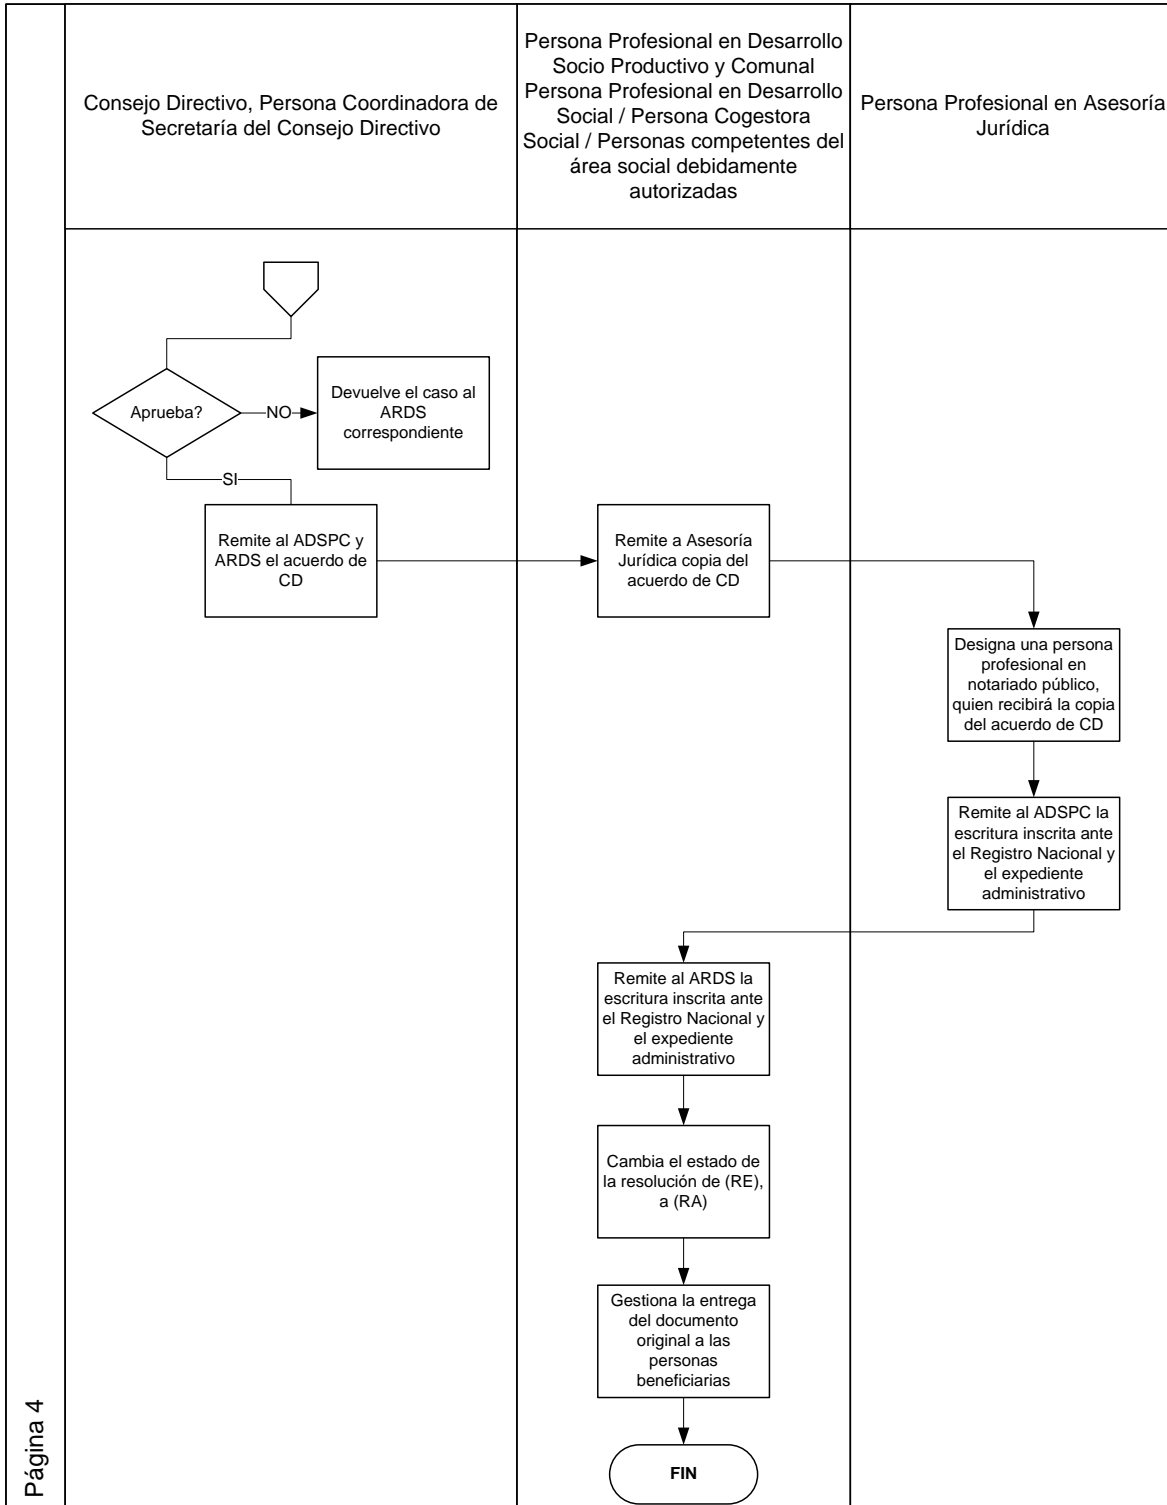 Consejo Directivo, Persona Coordinadora de
Secretaría del Consejo Directivo
Persona Profesional en Desarrollo
Socio Productivo y Comunal
Persona Profesional en Desarrollo
Social / Persona Cogestora
Social / Personas competentes del
área social debidamente
autorizadas
Persona Profesional en Asesoría
Jurídica
Aprueba?
NO
Devuelve el caso al
ARDS
correspondiente
SI
Remite al ADSPC y
ARDS el acuerdo de
CD
Remite a Asesoría
Jurídica copia del
acuerdo de CD
Designa una persona
profesional en
notariado público,
quien recibirá la copia
del acuerdo de CD
Remite al ADSPC la
escritura inscrita ante
el Registro Nacional y
el expediente
administrativo
Remite al ARDS la
escritura inscrita ante
el Registro Nacional y
el expediente
administrativo
Cambia el estado de
la resolución de (RE),
a (RA)
Gestiona la entrega
del documento
original a las
personas
beneficiarias
FIN
Página 4